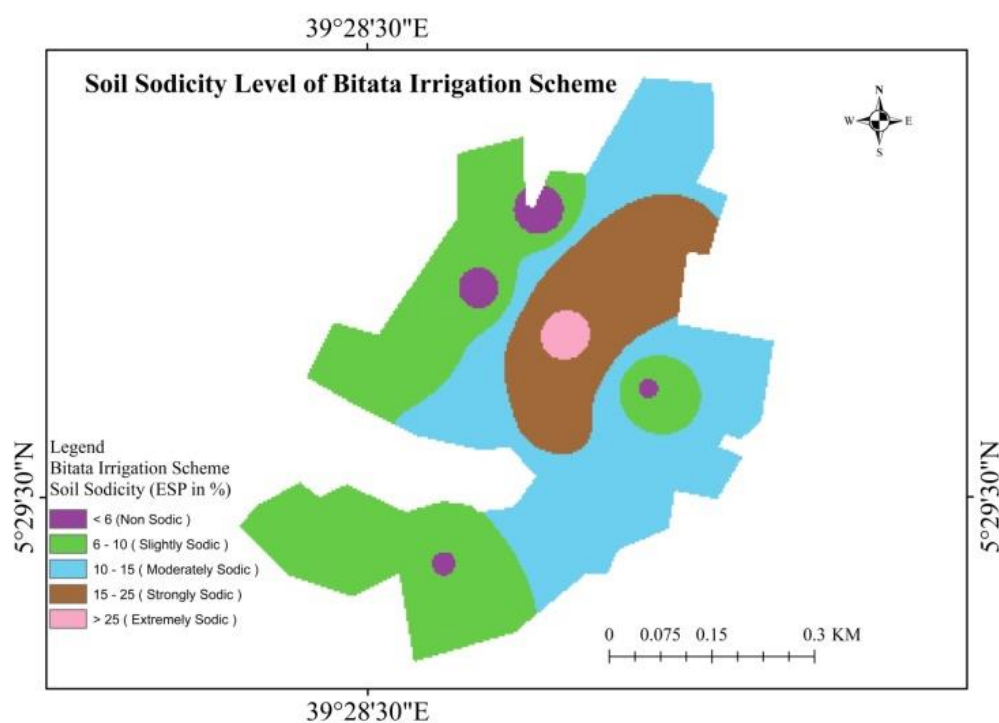 39°28'30"E
Soil Sodicity Level of Bitata Irrigation Scheme
N
W E
S
5°29'30"N
5°29'30"N
Legend
Bitata Irrigation Scheme
Soil Sodicity (ESP in %)
< 6 (Non Sodic )
6 - 10 ( Slightly Sodic )
10 - 15 ( Moderately Sodic )
15 - 25 ( Strongly Sodic )
> 25 ( Extremely Sodic )
0 0.075 0.15 0.3 KM
39°28'30"E